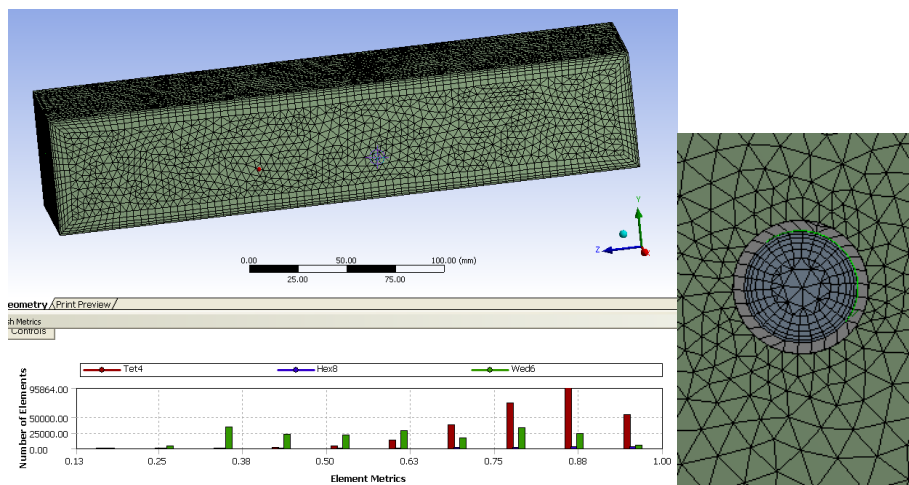 Y
Z
X
0.00 50.00 100.00 (mm)
25.00 75.00
eometry Print Preview
sh Metrics
Controls
Tet4 Hex8 Wed6
Number of Elements
95864.00
50000.00
25000.00
0.00
0.13 0.25 0.38 0.50 0.63 0.75 0.88 1.00
Element Metrics